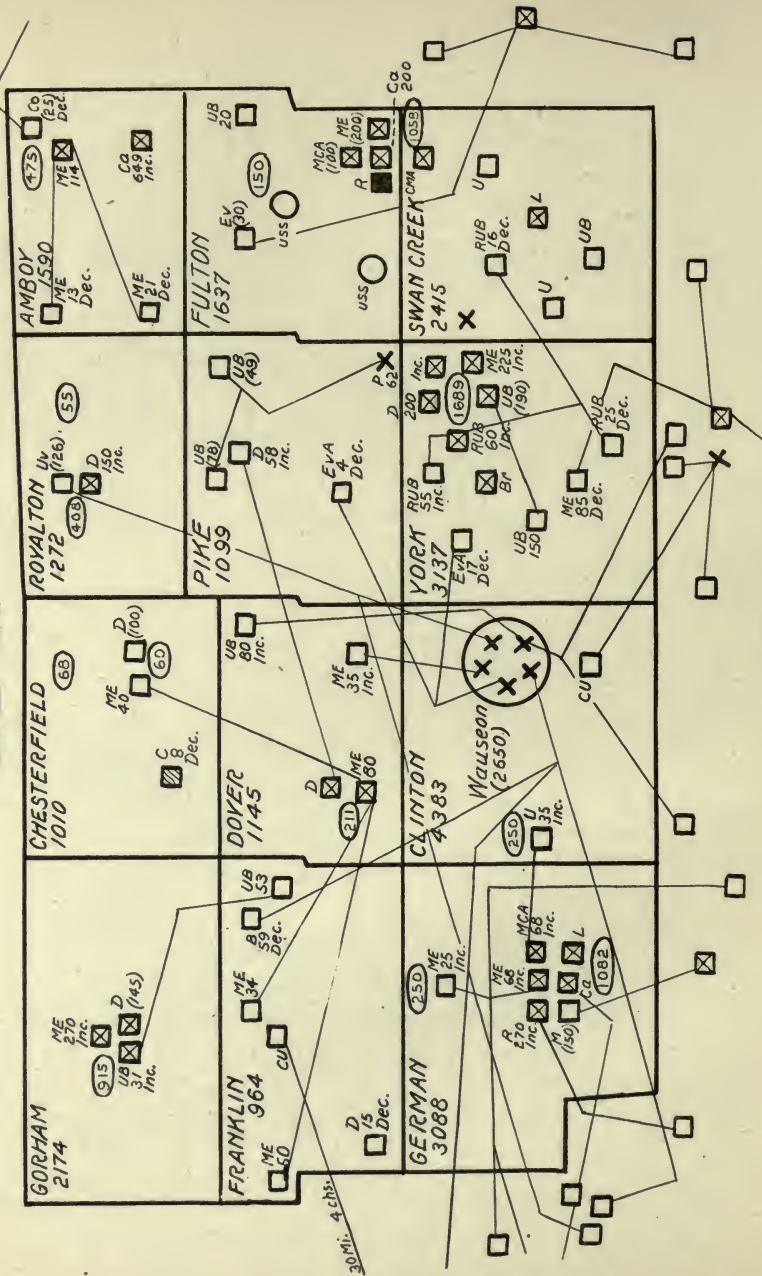 GORHAM
2174
ME
270
Inc.
915
UB
31
Inc.
D
(145)
CHESTERFIELD
1010
68
C
8
Dec.
ME
40
D
(100)
60
ROYALTON
1272
Uv
(126)
55
408
D
150
Inc.
AMBOY
1590
Co
(25)
Dec.
475
ME
114
ME
13
Dec.
Ca
649
Inc.
ME
21
Dec.
FRANKLIN
964
ME
34
B
59
Dec.
UB
53
CU
ME
50
D
15
Dec.
30 Mi. 4 chs.
DOVER
1145
UB
80
Inc.
ME
35
Inc.
D
211
ME
80
PIKE
1099
UB
(78)
UB
(49)
D
58
Inc.
P
62
EvA
4
Dec.
FULTON
1637
UB
20
150
Ev
(30)
USS
USS
R
MCA
(100)
ME
(200)
Ca
200
GERMAN
3088
250
ME
25
Inc.
R
270
Inc.
ME
68
Inc.
MCA
68
Inc.
M
(150)
Ca
L
1082
CLINTON
4383
Wauseon
(2650)
250
U
35
Inc.
CU
YORK
3137
D
200
Inc.
1689
RUB
55
Inc.
RUB
60
Inc.
UB
(190)
ME
225
Inc.
EvA
17
Dec.
Br
UB
150
ME
85
Dec.
RUB
25
Dec.
SWAN CREEK
2415
CMA
1058
U
RUB
16
Dec.
L
U
UB